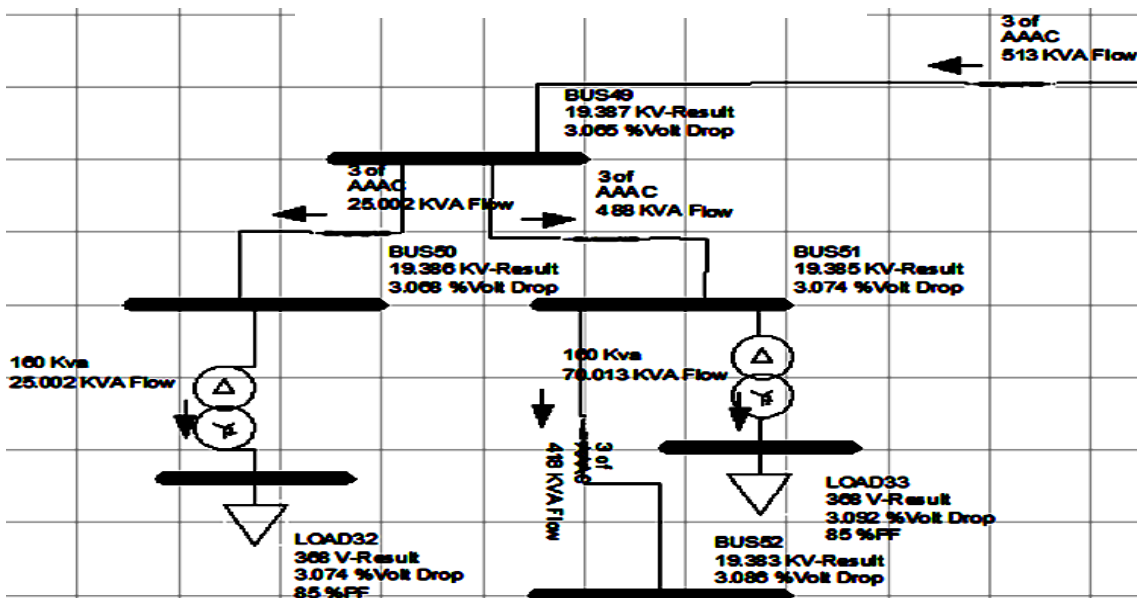 3 of
AAAC
513 KVA Flow
BUS49
19.387 KV-Result
3.065 %Volt Drop
3 of
AAAC
25.002 KVA Flow
3 of
AAAC
488 KVA Flow
BUS50
19.386 KV-Result
3.068 %Volt Drop
BUS51
19.385 KV-Result
3.074 %Volt Drop
160 Kva
25.002 KVA Flow
160 Kva
70.013 KVA Flow
3 of
AAAC
418 KVA Flow
LOAD32
368 V-Result
3.074 %Volt Drop
85 %PF
LOAD33
368 V-Result
3.092 %Volt Drop
85 %PF
BUS52
19.383 KV-Result
3.086 %Volt Drop